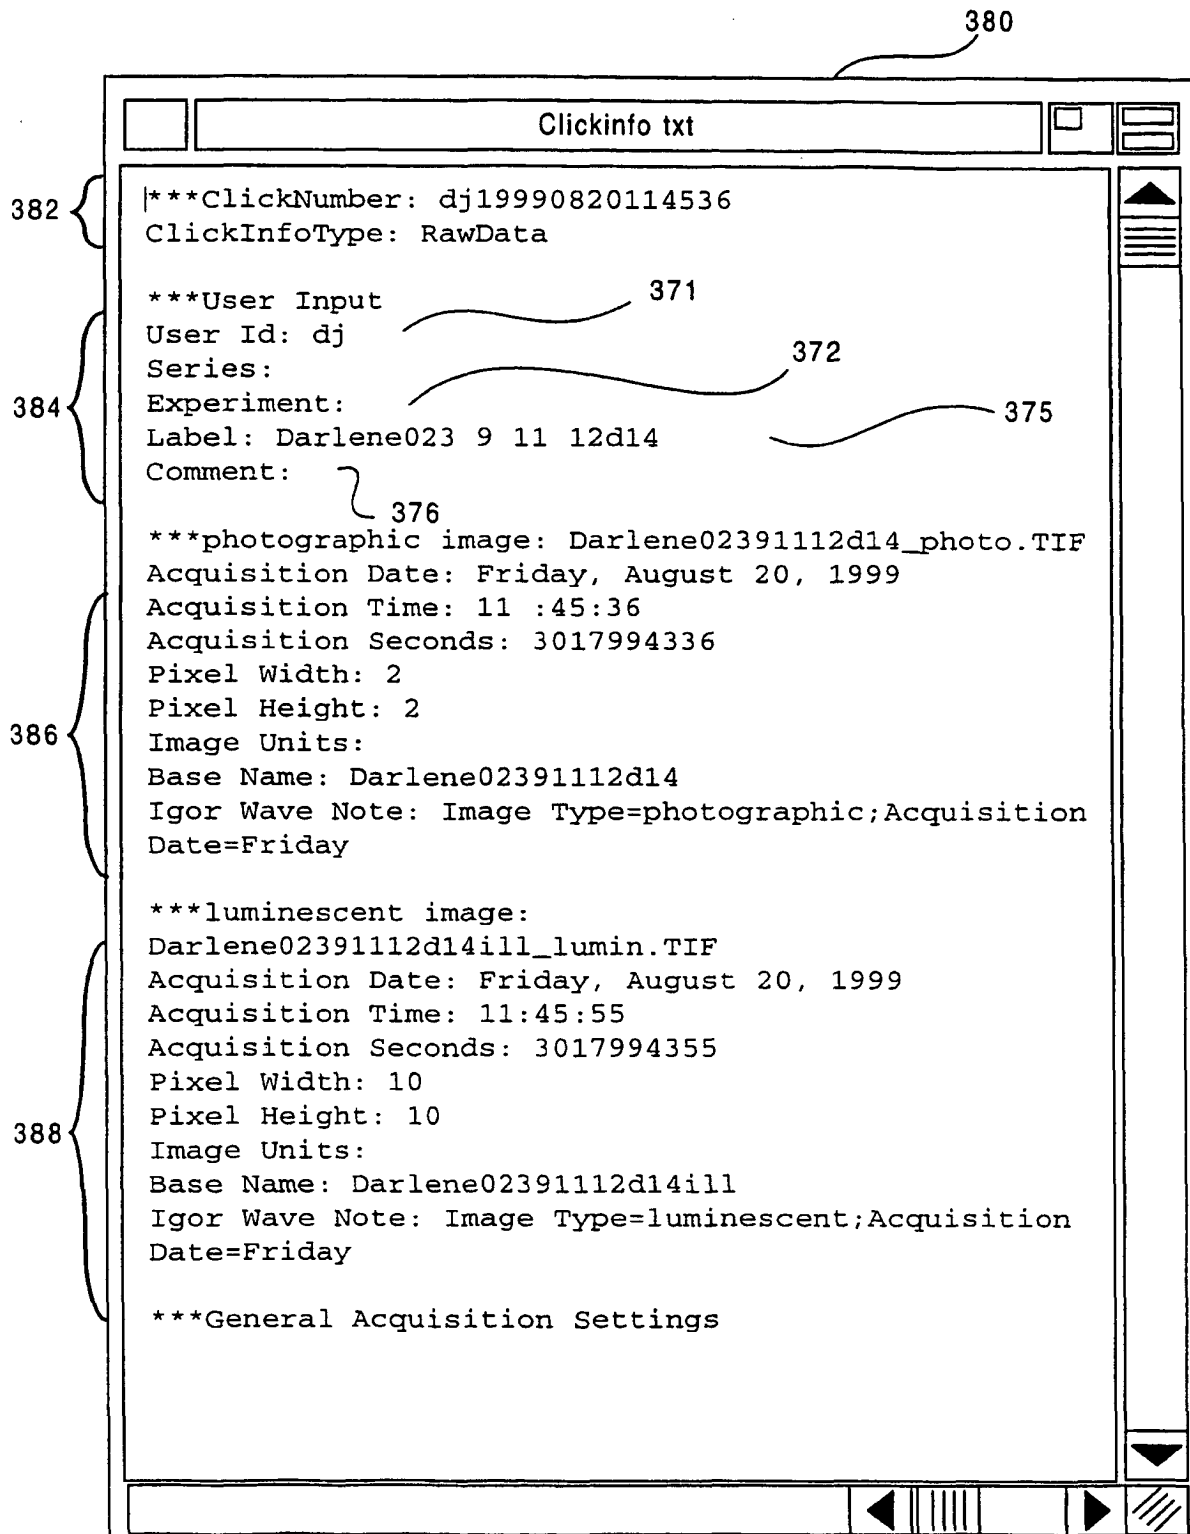 380
Clickinfo txt
382
***ClickNumber: dj19990820114536
ClickInfoType: RawData
***User Input
371
User Id: dj
Series:
372
384
Experiment:
375
Label: Darlene023 9 11 12d14
Comment:
376
***photographic image: Darlene02391112d14_photo.TIF
Acquisition Date: Friday, August 20, 1999
Acquisition Time: 11 :45:36
Acquisition Seconds: 3017994336
Pixel Width: 2
Pixel Height: 2
386
Image Units:
Base Name: Darlene02391112d14
Igor Wave Note: Image Type=photographic;Acquisition
Date=Friday
***luminescent image:
Darlene02391112d14ill_lumin.TIF
Acquisition Date: Friday, August 20, 1999
Acquisition Time: 11:45:55
Acquisition Seconds: 3017994355
Pixel Width: 10
Pixel Height: 10
388
Image Units:
Base Name: Darlene02391112d14ill
Igor Wave Note: Image Type=luminescent;Acquisition
Date=Friday
***General Acquisition Settings